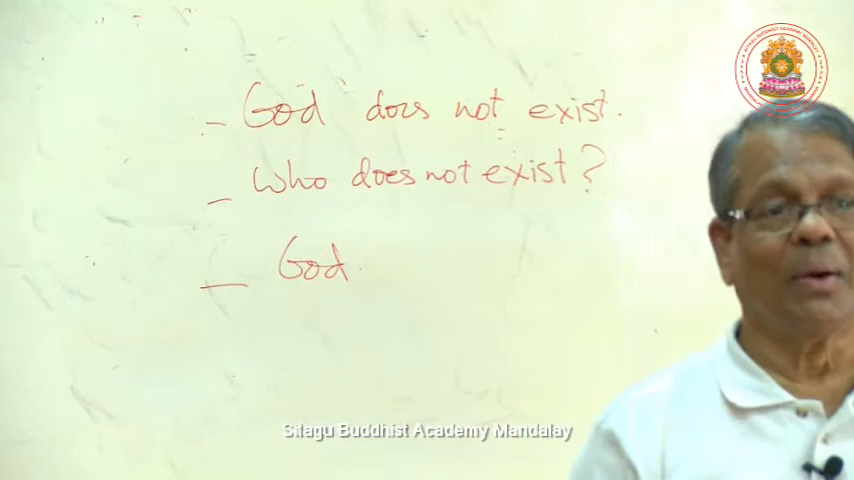 - God does not exist.
- Who does not exist?
- God
Sitagu Buddhist Academy Mandalay